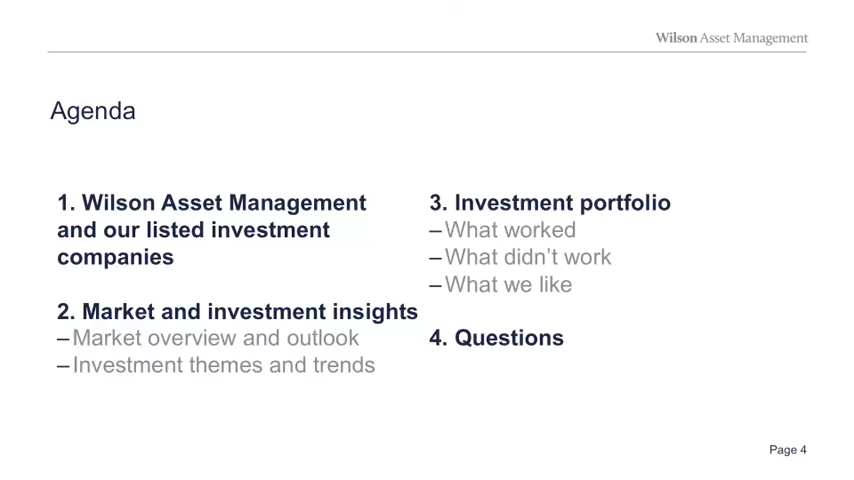 Wilson Asset Management
Agenda
1. Wilson Asset Management
and our listed investment
companies
2. Market and investment insights
–Market overview and outlook
–Investment themes and trends
3. Investment portfolio
–What worked
–What didn’t work
–What we like
4. Questions
Page 4